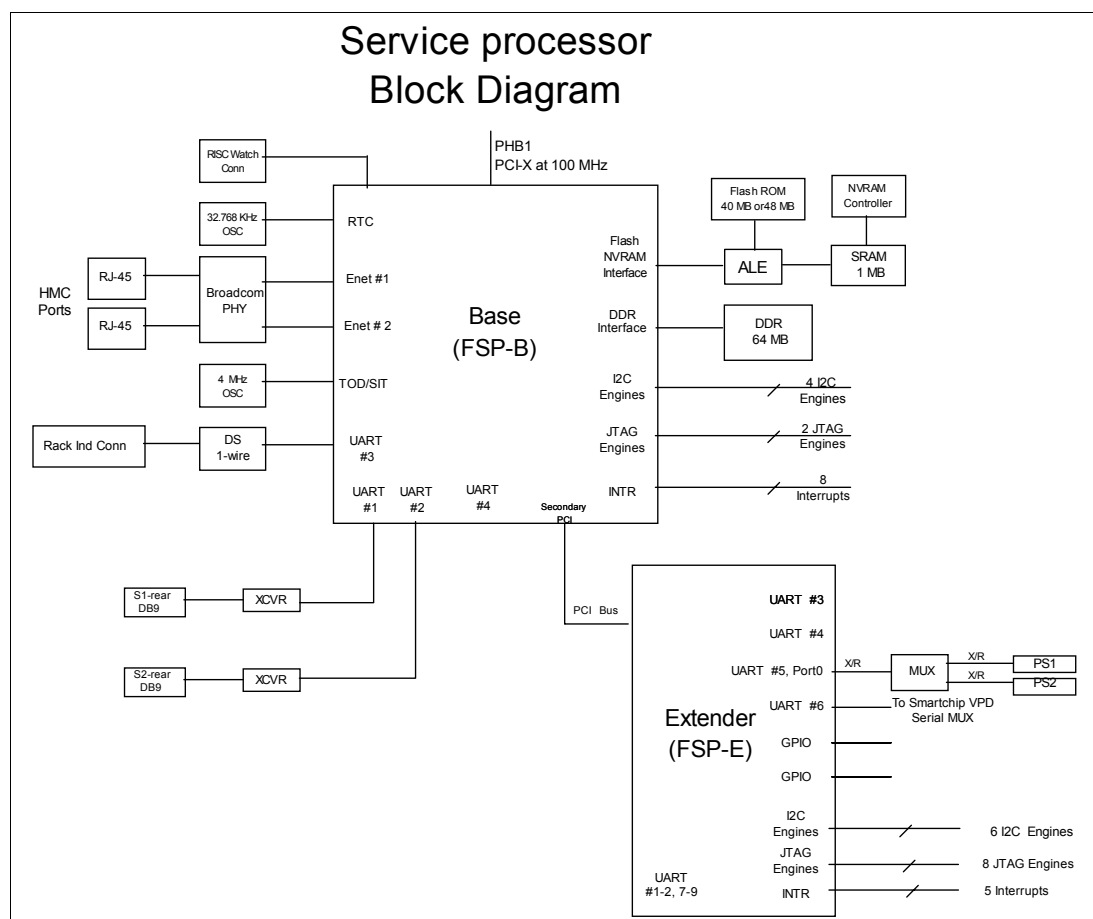 Service processor
Block Diagram
PHB1
PCI-X at 100 MHz
RISC Watch
Conn
32.768 KHz
OSC
RTC
HMC
Ports
RJ-45
RJ-45
Broadcom
PHY
Enet #1
Enet # 2
4 MHz
OSC
TOD/SIT
Rack Ind Conn
DS
1-wire
UART
#3
UART
#1
UART
#2
UART
#4
Secondary
PCI
Base
(FSP-B)
Flash
NVRAM
Interface
Flash ROM
40 MB or48 MB
NVRAM
Controller
ALE
SRAM
1 MB
DDR
Interface
DDR
64 MB
I2C
Engines
4 I2C
Engines
JTAG
Engines
2 JTAG
Engines
INTR
8
Interrupts
S1-rear
DB9
XCVR
S2-rear
DB9
XCVR
PCI Bus
Extender
(FSP-E)
UART #3
UART #4
UART #5, Port0
X/R
MUX
X/R
PS1
X/R
PS2
UART #6
To Smartchip VPD
Serial MUX
GPIO
GPIO
I2C
Engines
6 I2C Engines
JTAG
Engines
8 JTAG Engines
UART
#1-2, 7-9
INTR
5 Interrupts